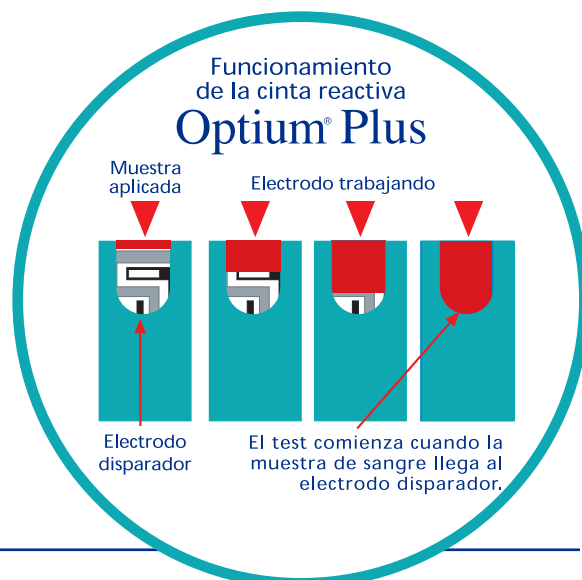 Funcionamiento
de la cinta reactiva
Optium® Plus
Muestra
aplicada
Electrodo trabajando
Electrodo
disparador
El test comienza cuando la
muestra de sangre llega al
electrodo disparador.